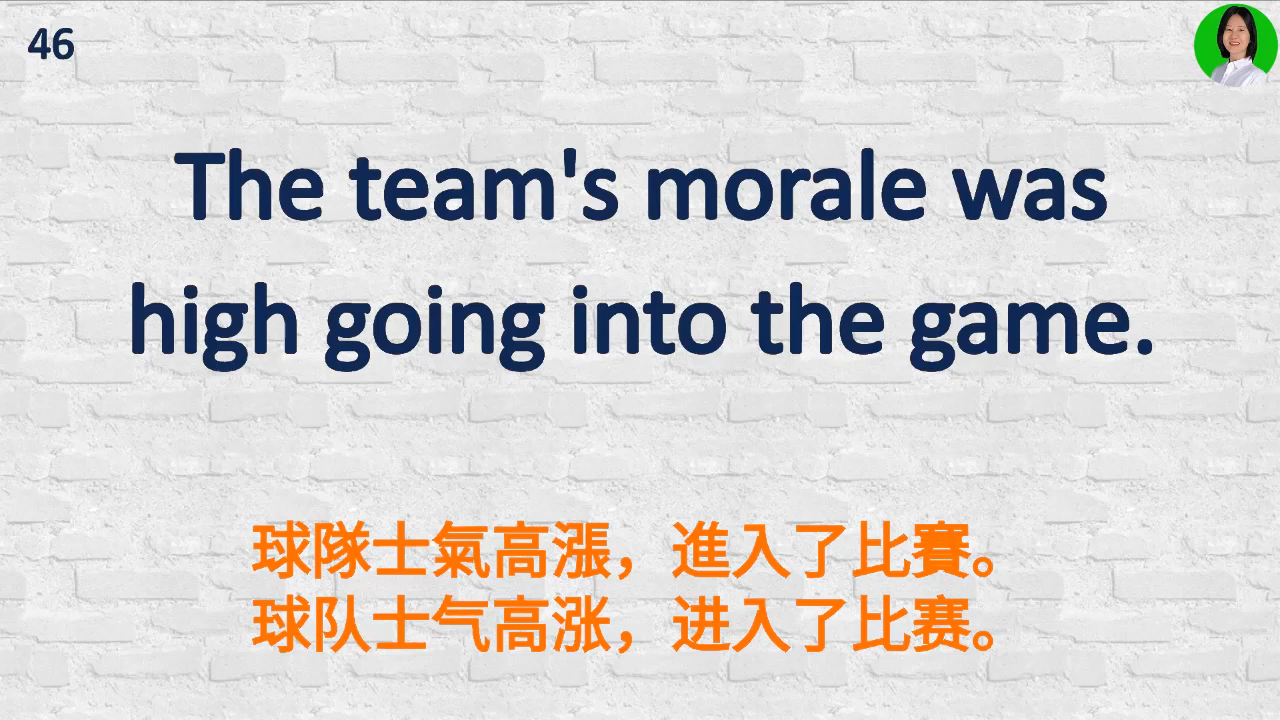 46
The team's morale was
high going into the game.
球隊士氣高漲，進入了比賽。
球队士气高涨，进入了比赛。